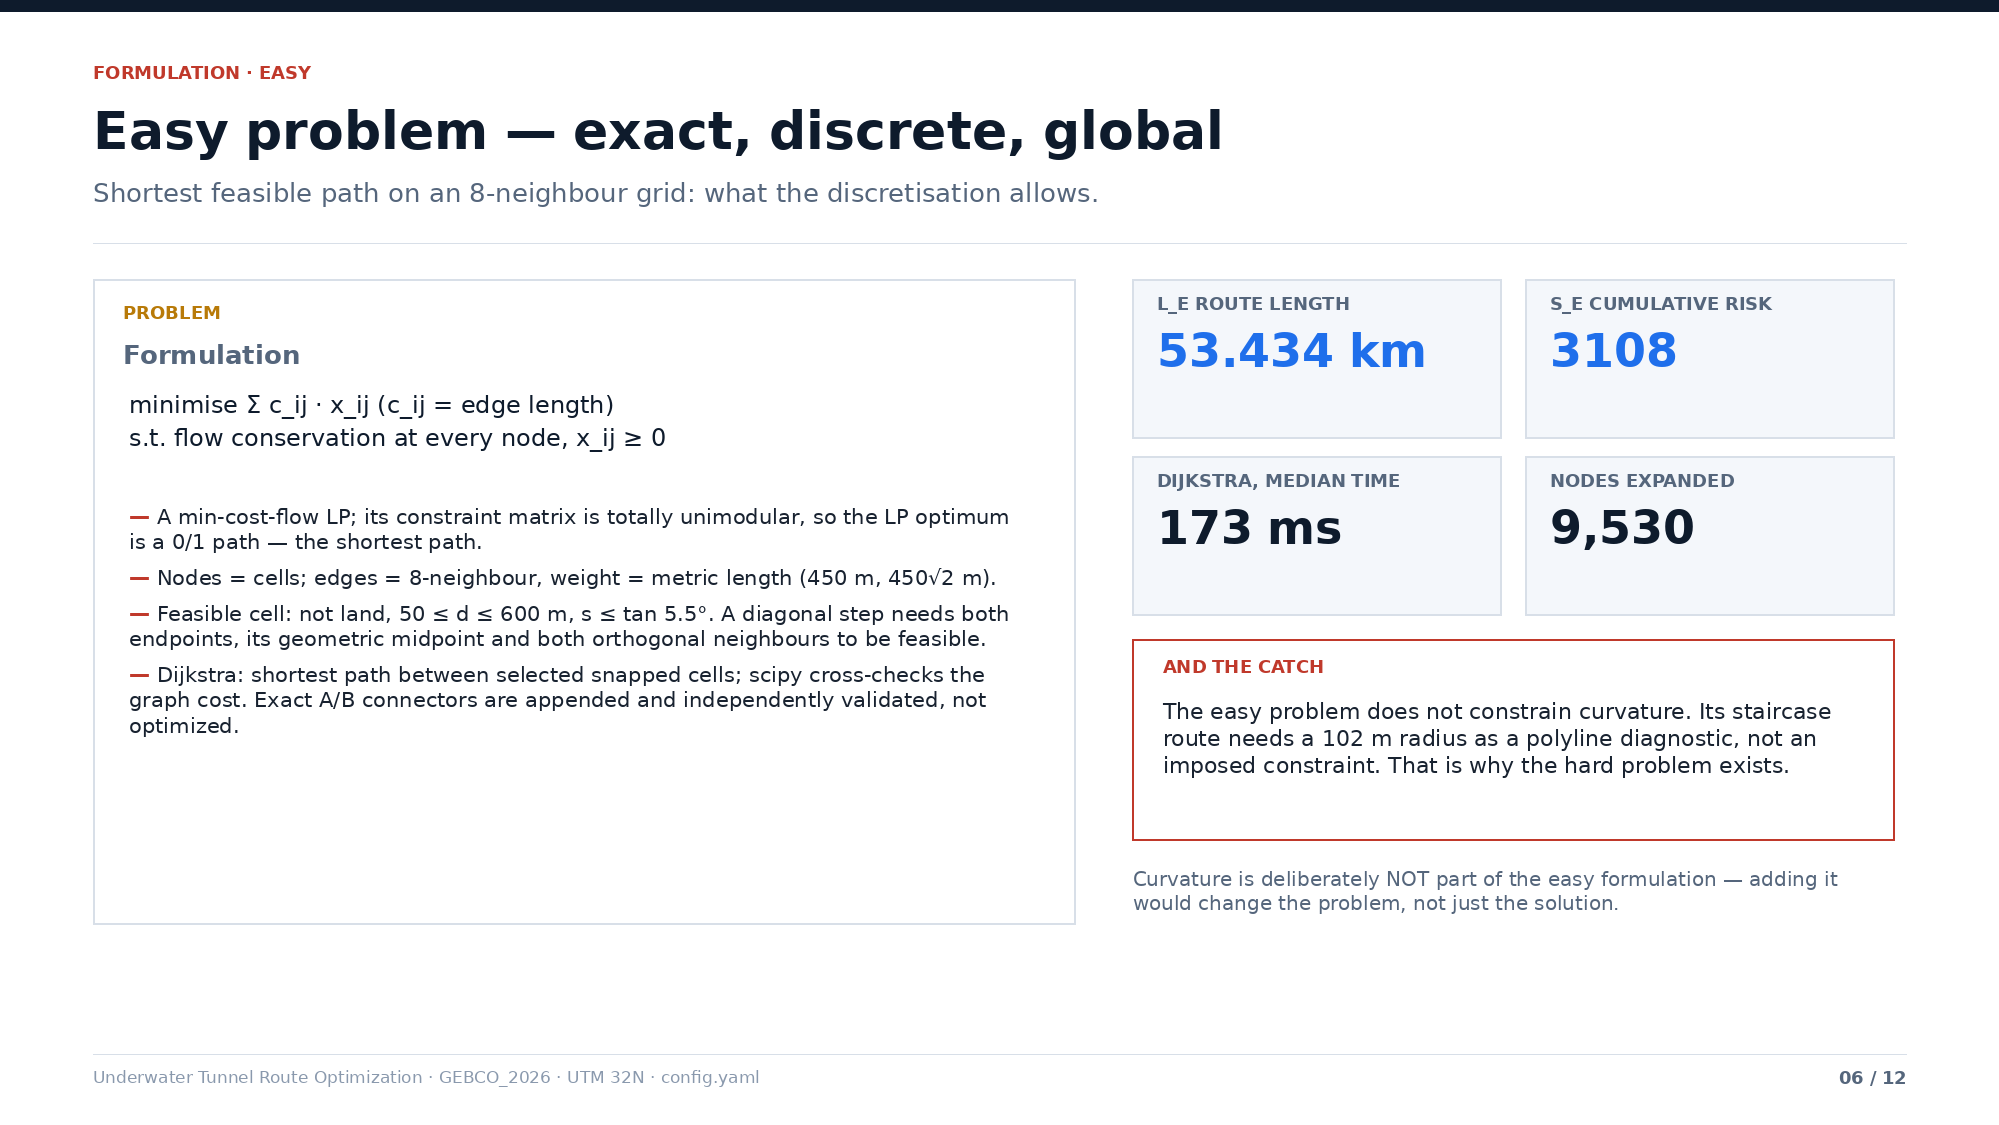 FORMULATION · EASY
Easy problem — exact, discrete, global
Shortest feasible path on an 8-neighbour grid: what the discretisation allows.
PROBLEM
Formulation
minimise Σ c_ij · x_ij (c_ij = edge length)
s.t. flow conservation at every node, x_ij ≥ 0
— A min-cost-flow LP; its constraint matrix is totally unimodular, so the LP optimum
is a 0/1 path — the shortest path.
— Nodes = cells; edges = 8-neighbour, weight = metric length (450 m, 450√2 m).
— Feasible cell: not land, 50 ≤ d ≤ 600 m, s ≤ tan 5.5°. A diagonal step needs both
endpoints, its geometric midpoint and both orthogonal neighbours to be feasible.
— Dijkstra: shortest path between selected snapped cells; scipy cross-checks the
graph cost. Exact A/B connectors are appended and independently validated, not
optimized.
L_E ROUTE LENGTH
53.434 km
S_E CUMULATIVE RISK
3108
DIJKSTRA, MEDIAN TIME
173 ms
NODES EXPANDED
9,530
AND THE CATCH
The easy problem does not constrain curvature. Its staircase
route needs a 102 m radius as a polyline diagnostic, not an
imposed constraint. That is why the hard problem exists.
Curvature is deliberately NOT part of the easy formulation — adding it
would change the problem, not just the solution.
Underwater Tunnel Route Optimization · GEBCO_2026 · UTM 32N · config.yaml
06 / 12